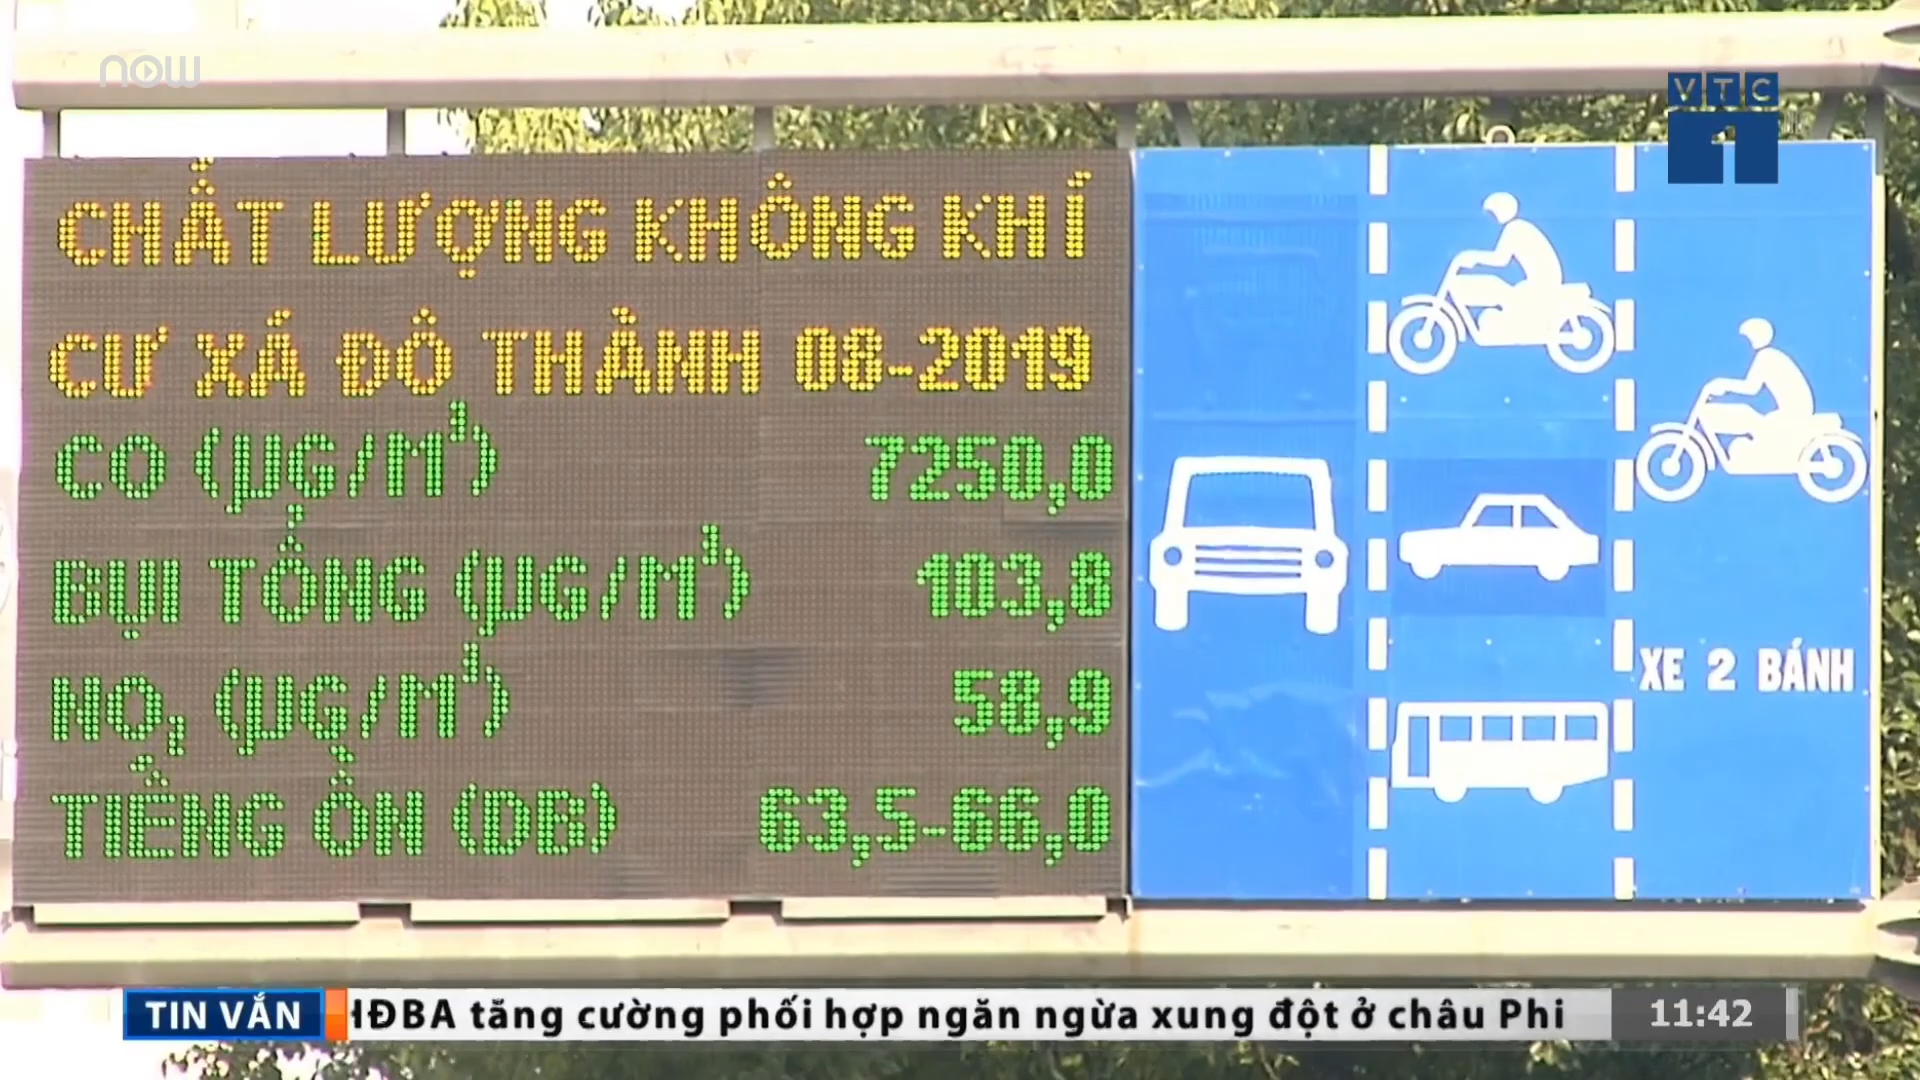 now
VTC
1
CHẤT LƯỢNG KHÔNG KHÍ
CƯ XÁ ĐÔ THÀNH 08-2019
CO (µG/M³) 7250,0
BỤI TỔNG (µG/M³) 103,8
NO₂ (µG/M³) 58,9
TIẾNG ỒN (DB) 63,5-66,0
XE 2 BÁNH
TIN VẮN
HĐBA tăng cường phối hợp ngăn ngừa xung đột ở châu Phi
11:42